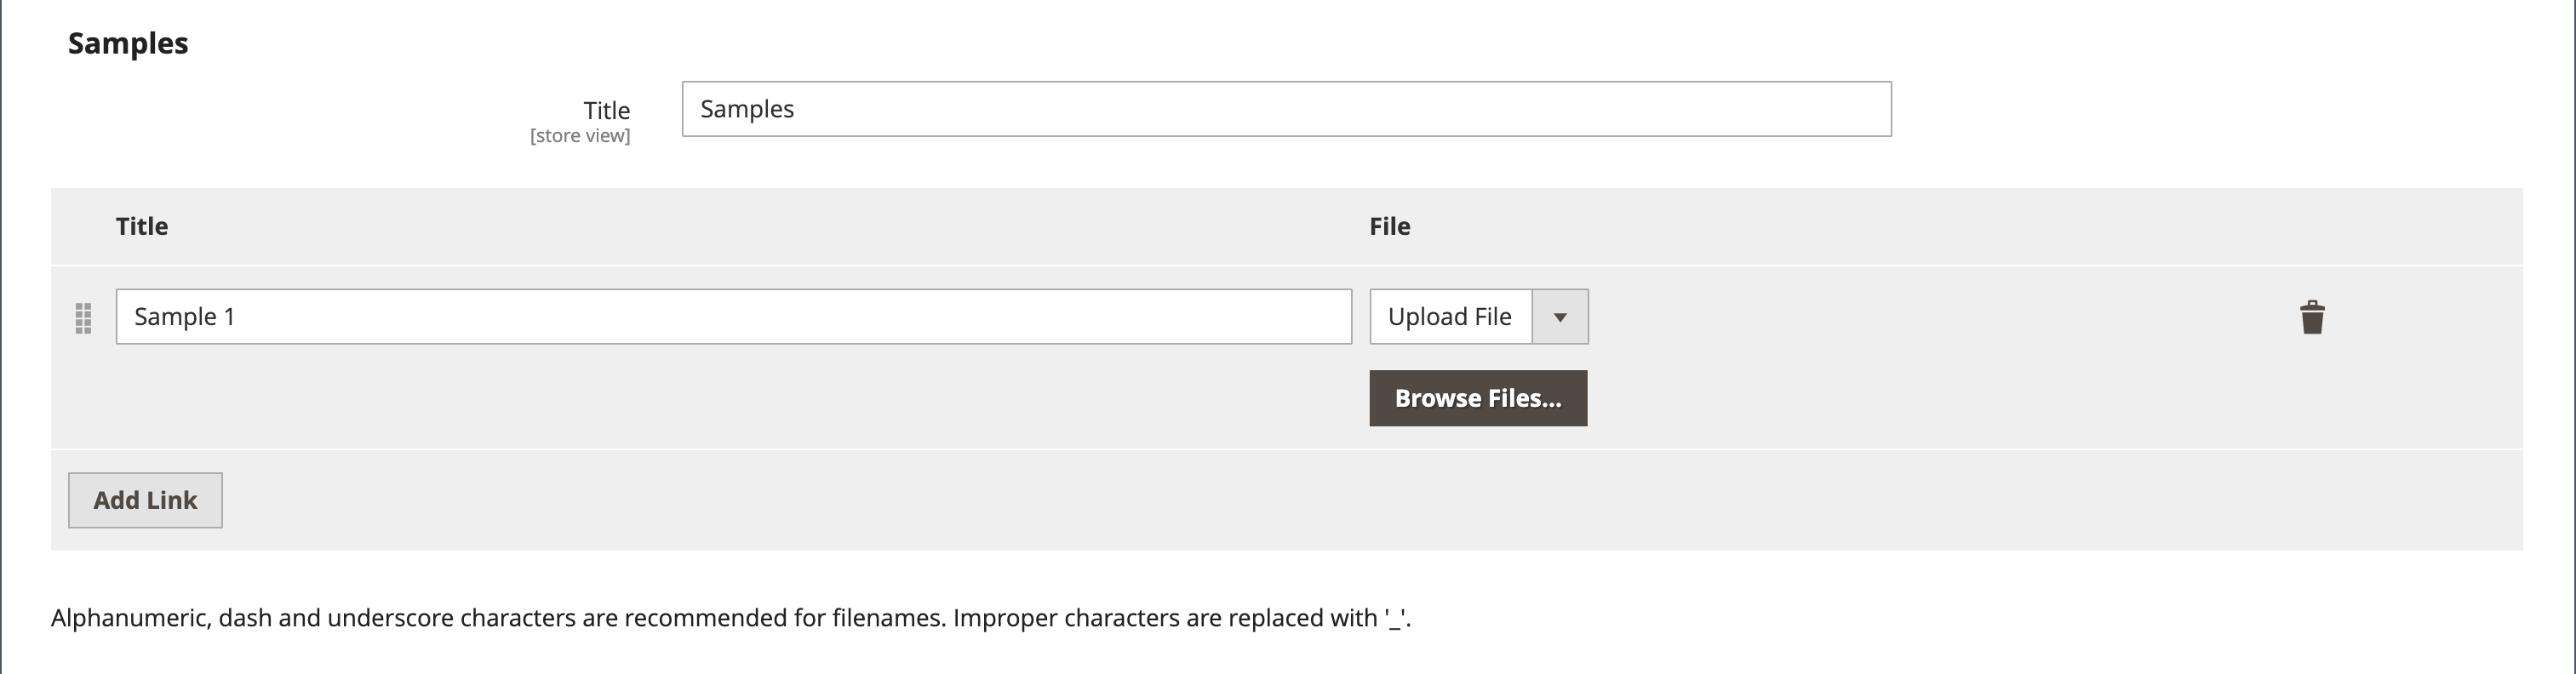 Samples
Title
[store view]
Samples
Title File
Sample 1 Upload File
Browse Files...
Add Link
Alphanumeric, dash and underscore characters are recommended for filenames. Improper characters are replaced with '_'.